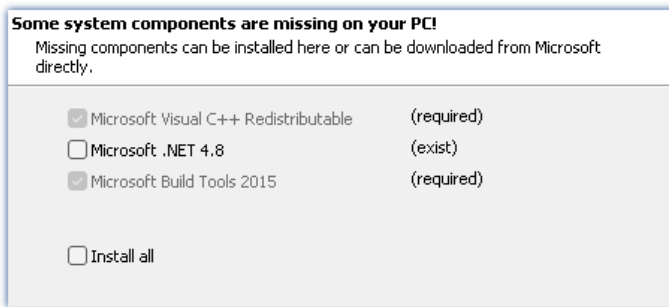 Some system components are missing on your PC!
Missing components can be installed here or can be downloaded from Microsoft
directly.
Microsoft Visual C++ Redistributable (required)
Microsoft .NET 4.8 (exist)
Microsoft Build Tools 2015 (required)
Install all